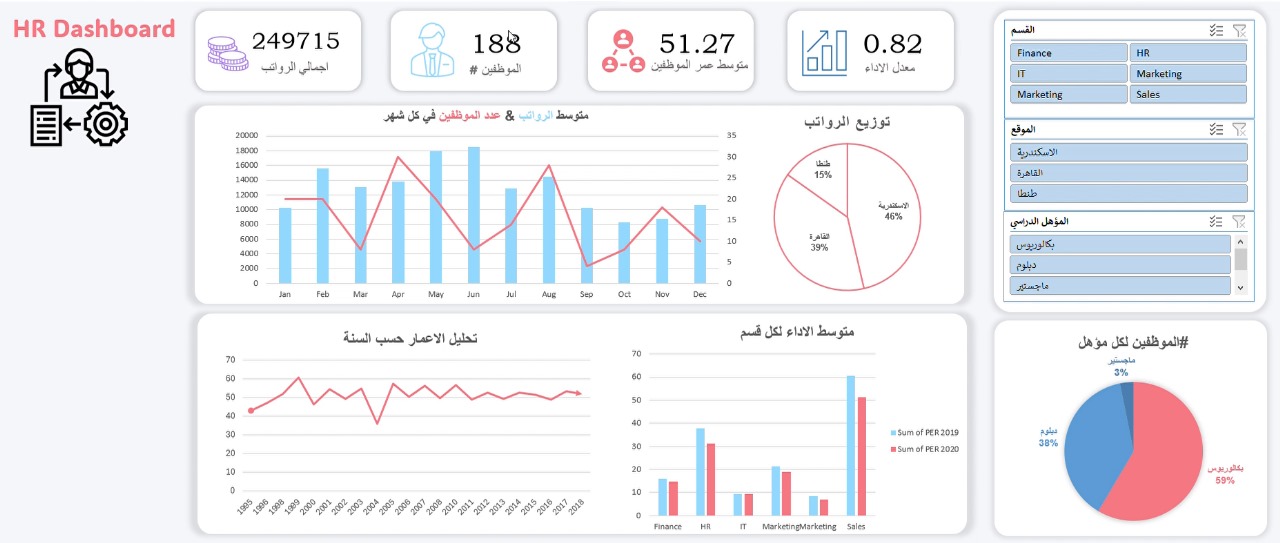 HR Dashboard
249715
اجمالي الرواتب
188
الموظفين #
51.27
متوسط عمر الموظفين
0.82
معدل الاداء
متوسط الرواتب & عدد الموظفين في كل شهر
20000
18000
16000
14000
12000
10000
8000
6000
4000
2000
0
35
30
25
20
15
10
5
0
Jan Feb Mar Apr May Jun Jul Aug Sep Oct Nov Dec
توزيع الرواتب
طنطا
15%
الاسكندرية
46%
القاهرة
39%
القسم
Finance HR
IT Marketing
Marketing Sales
الموقع
الاسكندرية
القاهرة
طنطا
المؤهل الدراسي
بكالوريوس
دبلوم
ماجستير
تحليل الاعمار حسب السنة
70
60
50
40
30
20
10
0
1995 1996 1998 1999 2000 2001 2002 2003 2004 2005 2006 2007 2008 2009 2010 2011 2012 2013 2014 2015 2016 2017 2018
متوسط الاداء لكل قسم
70
60
50
40
30
20
10
0
Finance HR IT Marketing Marketing Sales
Sum of PER 2019
Sum of PER 2020
#الموظفين لكل مؤهل
ماجستير
3%
دبلوم
38%
بكالوريوس
59%